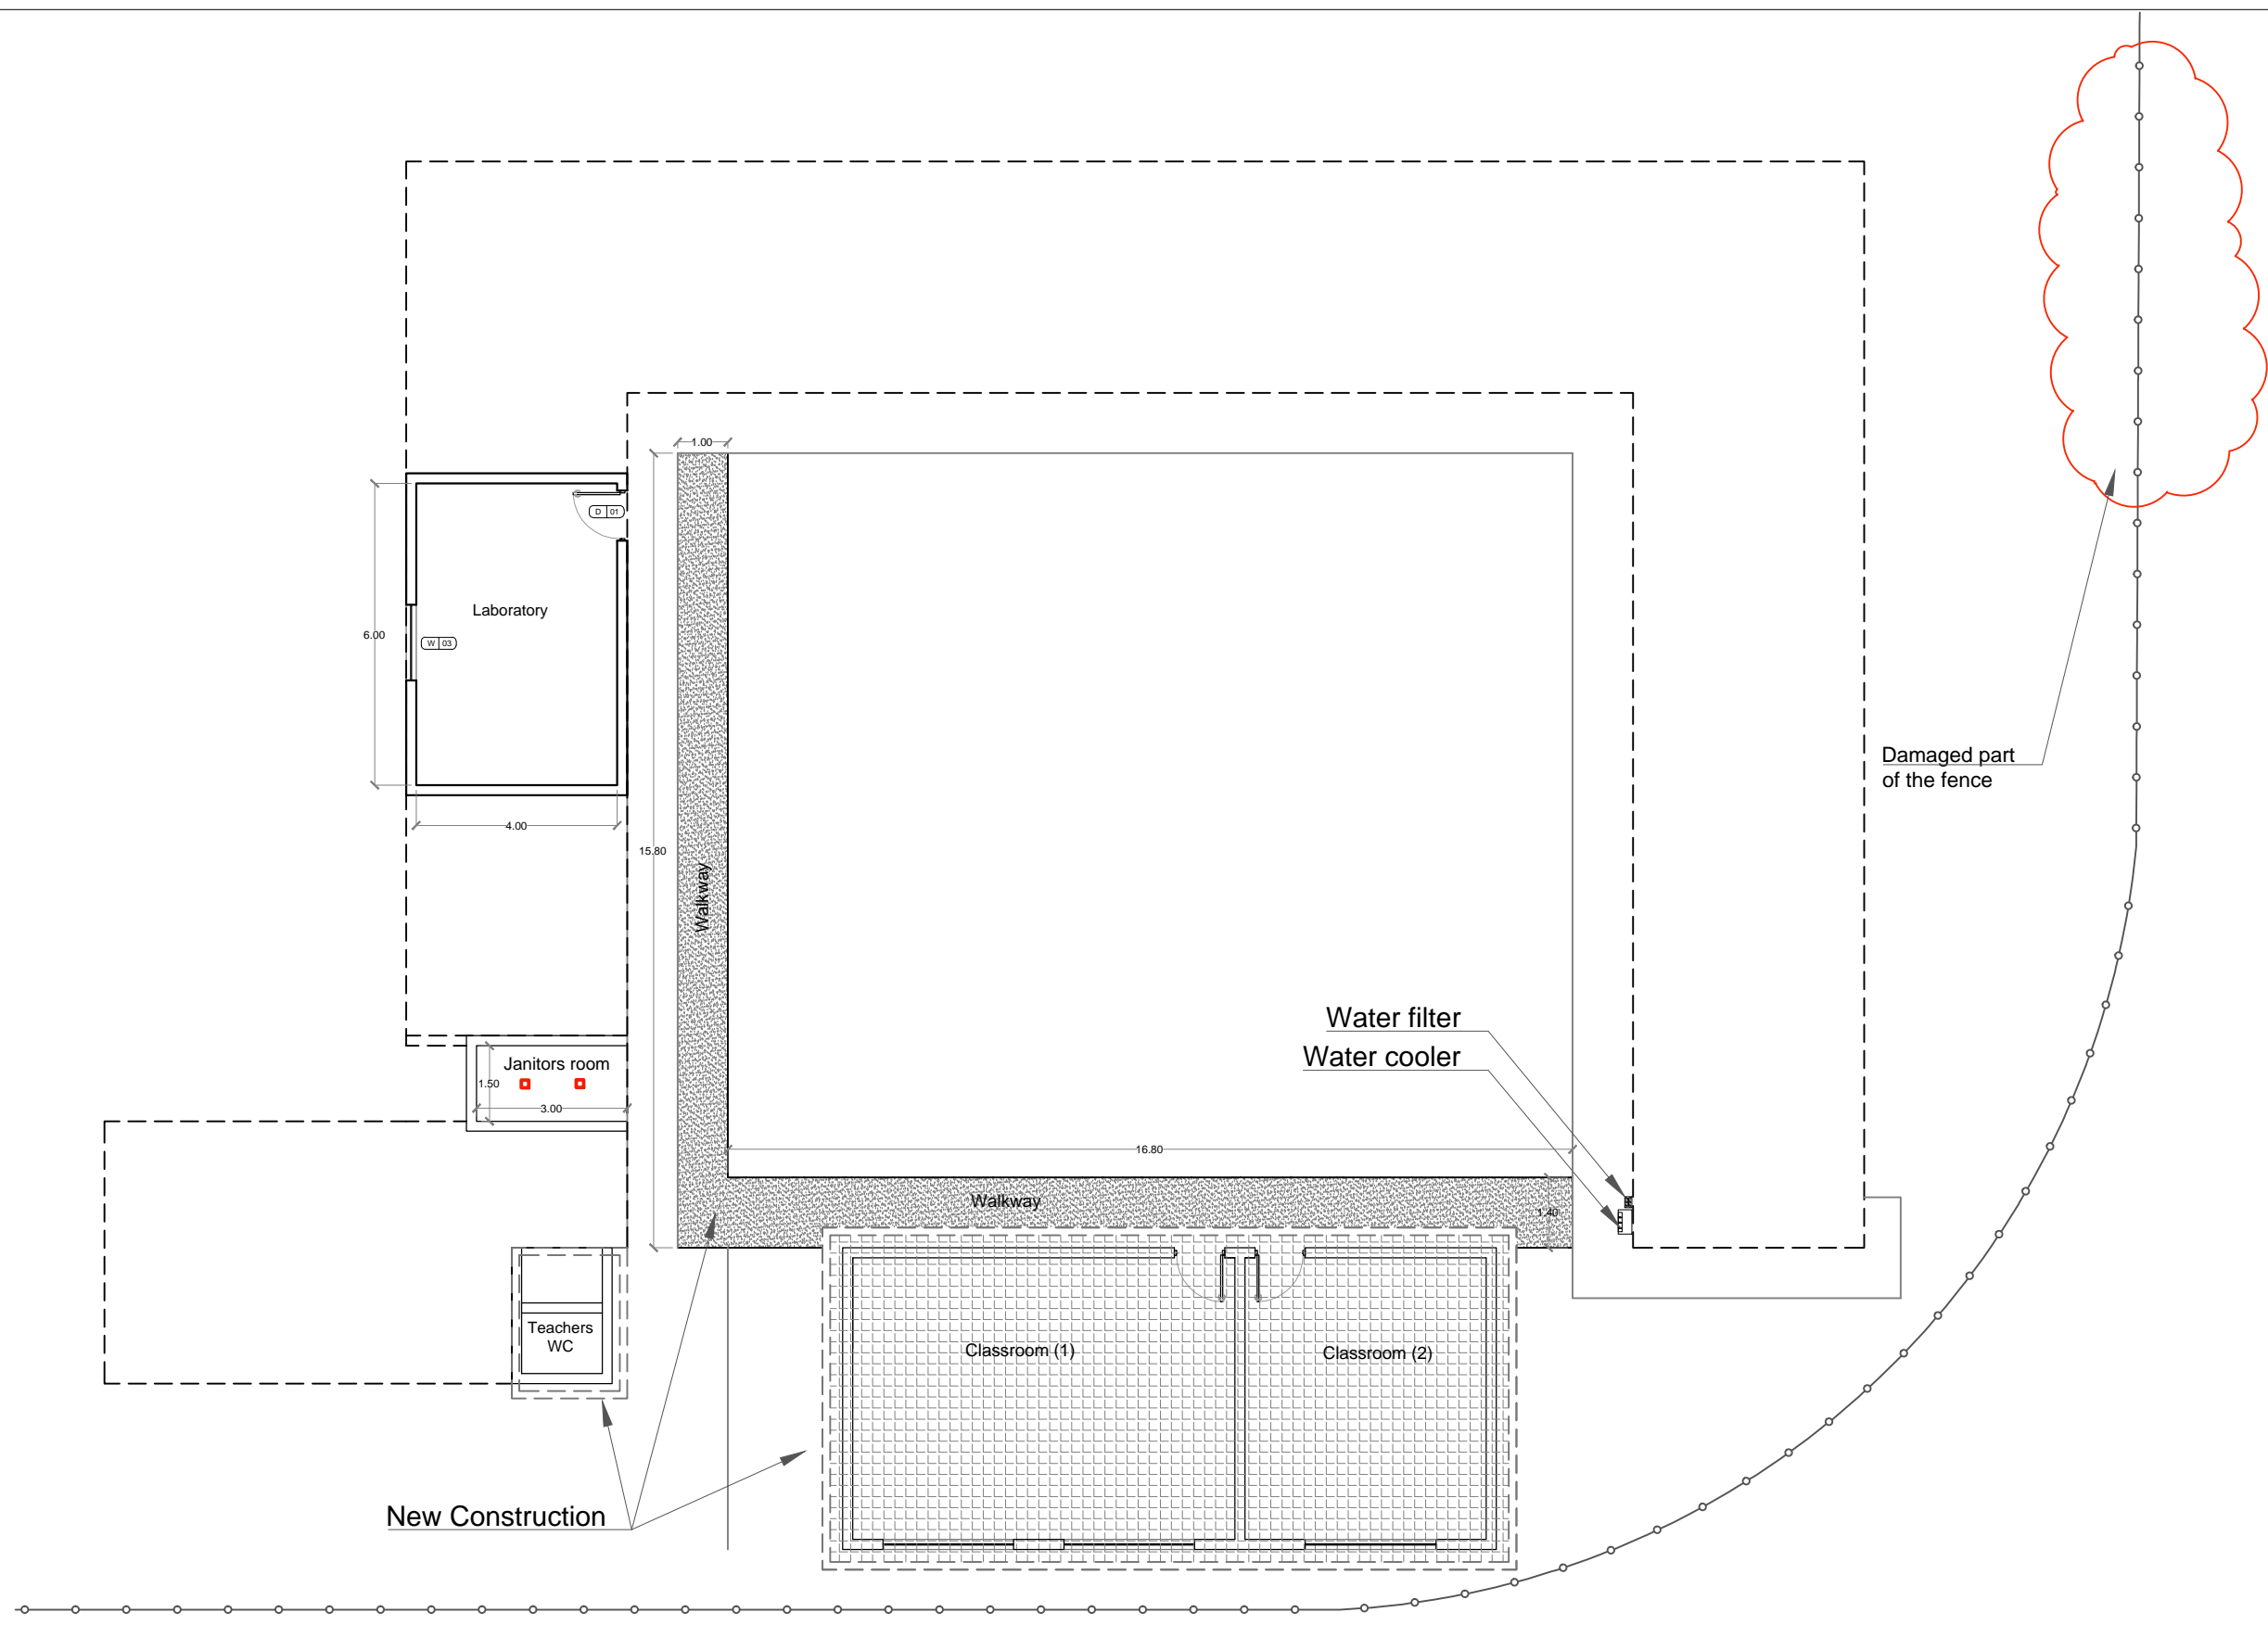 1.00
D 01
Laboratory
6.00
W 03
Damaged part
of the fence
4.00
15.80
Walkway
Water filter
Water cooler
Janitors room
1.50
3.00
16.80
Walkway
1.40
Teachers
WC
Classroom (1)
Classroom (2)
New Construction